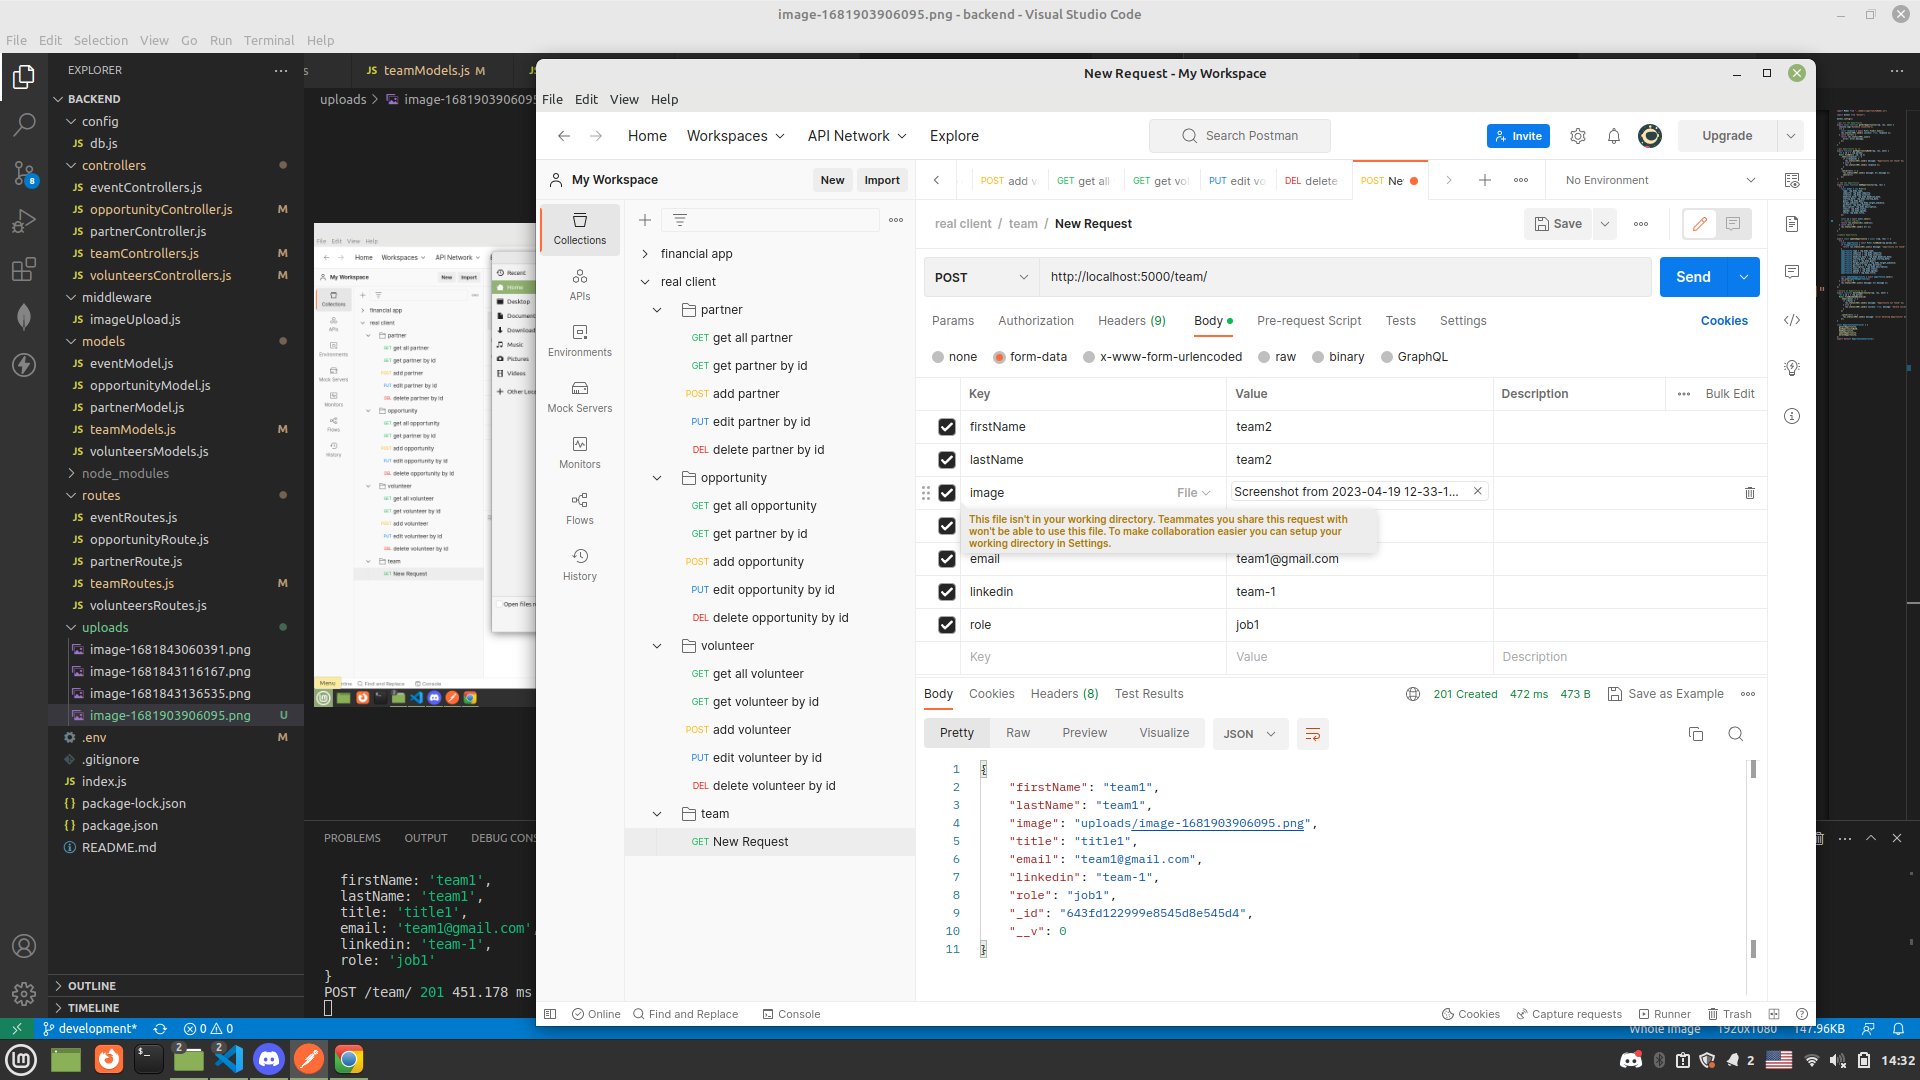 image-1681903906095.png - backend - Visual Studio Code
File Edit Selection View Go Run Terminal Help
EXPLORER
BACKEND
config
db.js
controllers
eventControllers.js
opportunityController.js M
partnerController.js
teamControllers.js M
volunteersControllers.js M
middleware
imageUpload.js
models
eventModel.js
opportunityModel.js
partnerModel.js
teamModels.js M
volunteersModels.js
node_modules
routes
eventRoutes.js
opportunityRoute.js
partnerRoute.js
teamRoutes.js M
volunteersRoutes.js
uploads
image-1681843060391.png
image-1681843116167.png
image-1681843136535.png
image-1681903906095.png U
.env M
.gitignore
index.js
package-lock.json
package.json
README.md
OUTLINE
TIMELINE
8
s
JS teamModels.js M
uploads > image-1681903906095
PROBLEMS OUTPUT DEBUG CONS
firstName: 'team1',
lastName: 'team1',
title: 'title1',
email: 'team1@gmail.com',
linkedin: 'team-1',
role: 'job1'
}
POST /team/ 201 451.178 ms
New Request - My Workspace
File Edit View Help
Home Workspaces API Network Explore
Search Postman
Invite
Upgrade
My Workspace
New Import
POST add v
GET get all
GET get vo
PUT edit vo
DEL delete
POST Ne
No Environment
Collections
APIs
Environments
Mock Servers
Monitors
Flows
History
financial app
real client
partner
GET get all partner
GET get partner by id
POST add partner
PUT edit partner by id
DEL delete partner by id
opportunity
GET get all opportunity
GET get partner by id
POST add opportunity
PUT edit opportunity by id
DEL delete opportunity by id
volunteer
GET get all volunteer
GET get volunteer by id
POST add volunteer
PUT edit volunteer by id
DEL delete volunteer by id
team
GET New Request
real client / team / New Request
Save
POST http://localhost:5000/team/
Send
Params Authorization Headers (9) Body Pre-request Script Tests Settings
Cookies
none form-data x-www-form-urlencoded raw binary GraphQL
Key Value Description Bulk Edit
firstName team2
lastName team2
image File Screenshot from 2023-04-19 12-33-1...
This file isn't in your working directory. Teammates you share this request with
won't be able to use this file. To make collaboration easier you can setup your
working directory in Settings.
email team1@gmail.com
linkedin team-1
role job1
Key Value Description
Body Cookies Headers (8) Test Results
201 Created 472 ms 473 B Save as Example
Pretty Raw Preview Visualize JSON
1 {
2 "firstName": "team1",
3 "lastName": "team1",
4 "image": "uploads/image-1681903906095.png",
5 "title": "title1",
6 "email": "team1@gmail.com",
7 "linkedin": "team-1",
8 "role": "job1",
9 "_id": "643fd122999e8545d8e545d4",
10 "__v": 0
11 }
Online Find and Replace Console
Cookies Capture requests Runner Trash
development* 0 0
Whole Image 1920x1080 147.96KB
2
2
2 14:32